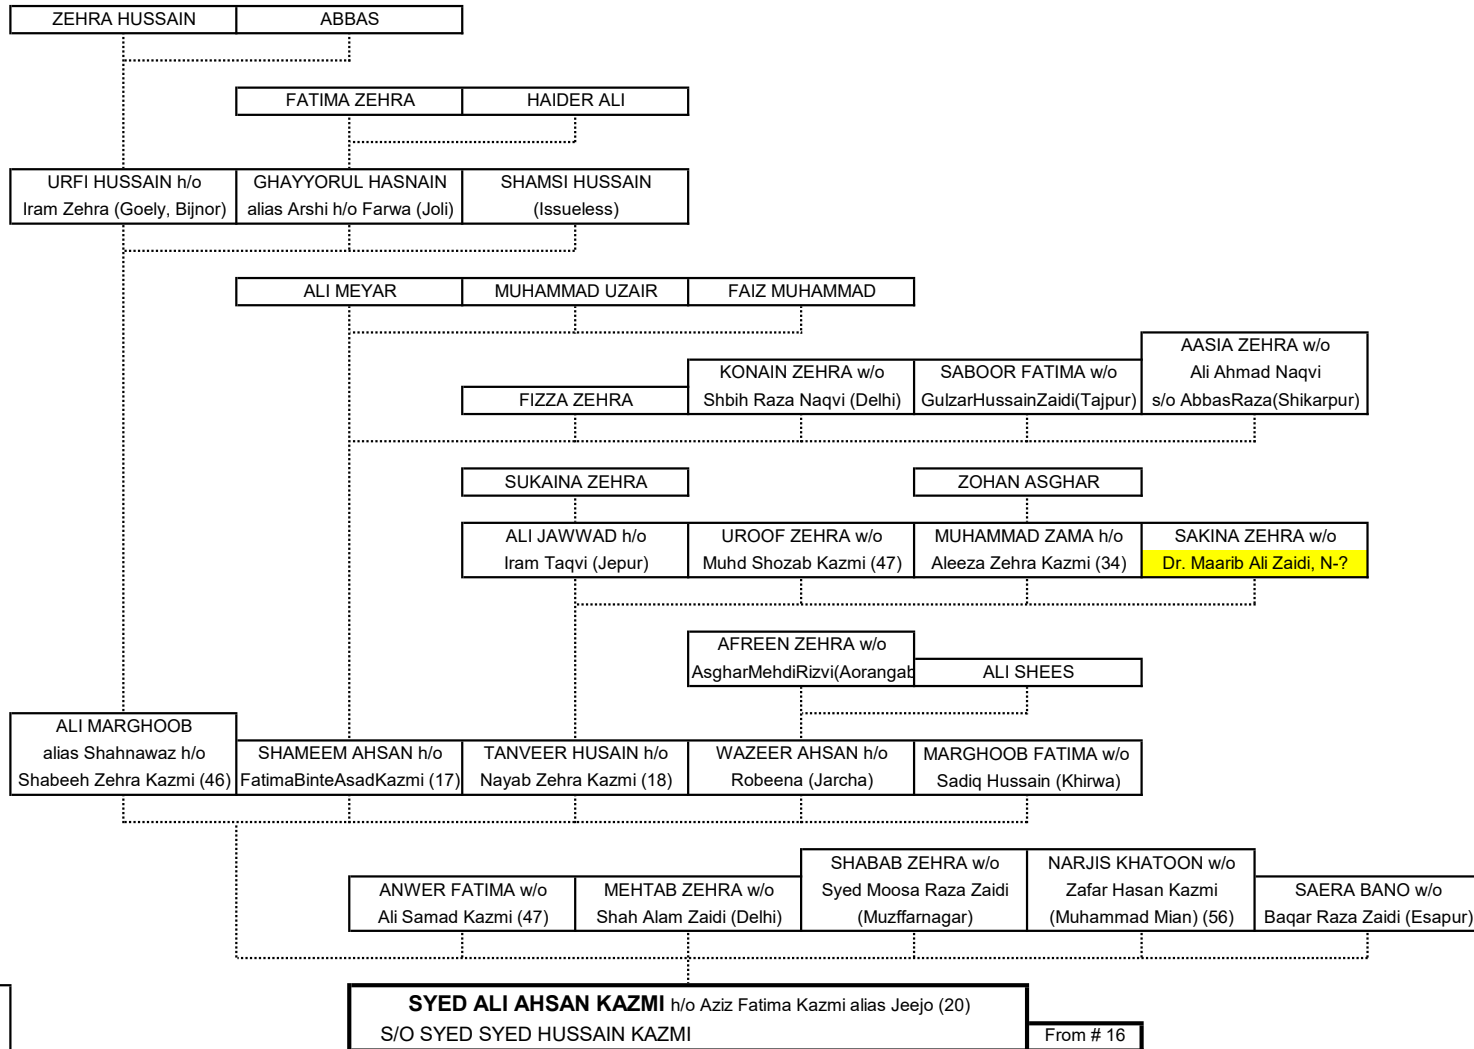 ZEHRA HUSSAIN
ABBAS
FATIMA ZEHRA
HAIDER ALI
URFI HUSSAIN h/o
Iram Zehra (Goely, Bijnor)
GHAYYORUL HASNAIN
alias Arshi h/o Farwa (Joli)
SHAMSI HUSSAIN
(Issueless)
ALI MEYAR
MUHAMMAD UZAIR
FAIZ MUHAMMAD
FIZZA ZEHRA
KONAIN ZEHRA w/o
Shbih Raza Naqvi (Delhi)
SABOOR FATIMA w/o
GulzarHussainZaidi(Tajpur)
AASIA ZEHRA w/o
Ali Ahmad Naqvi
s/o AbbasRaza(Shikarpur)
SUKAINA ZEHRA
ZOHAN ASGHAR
ALI JAWWAD h/o
Iram Taqvi (Jepur)
UROOF ZEHRA w/o
Muhd Shozab Kazmi (47)
MUHAMMAD ZAMA h/o
Aleeza Zehra Kazmi (34)
SAKINA ZEHRA w/o
Dr. Maarib Ali Zaidi, N-?
AFREEN ZEHRA w/o
AsgharMehdiRizvi(Aorangab
ALI SHEES
ALI MARGHOOB
alias Shahnawaz h/o
Shabeeh Zehra Kazmi (46)
SHAMEEM AHSAN h/o
FatimaBinteAsadKazmi (17)
TANVEER HUSAIN h/o
Nayab Zehra Kazmi (18)
WAZEER AHSAN h/o
Robeena (Jarcha)
MARGHOOB FATIMA w/o
Sadiq Hussain (Khirwa)
ANWER FATIMA w/o
Ali Samad Kazmi (47)
MEHTAB ZEHRA w/o
Shah Alam Zaidi (Delhi)
SHABAB ZEHRA w/o
Syed Moosa Raza Zaidi
(Muzffarnagar)
NARJIS KHATOON w/o
Zafar Hasan Kazmi
(Muhammad Mian) (56)
SAERA BANO w/o
Baqar Raza Zaidi (Esapur)
SYED ALI AHSAN KAZMI h/o Aziz Fatima Kazmi alias Jeejo (20)
S/O SYED SYED HUSSAIN KAZMI
From # 16